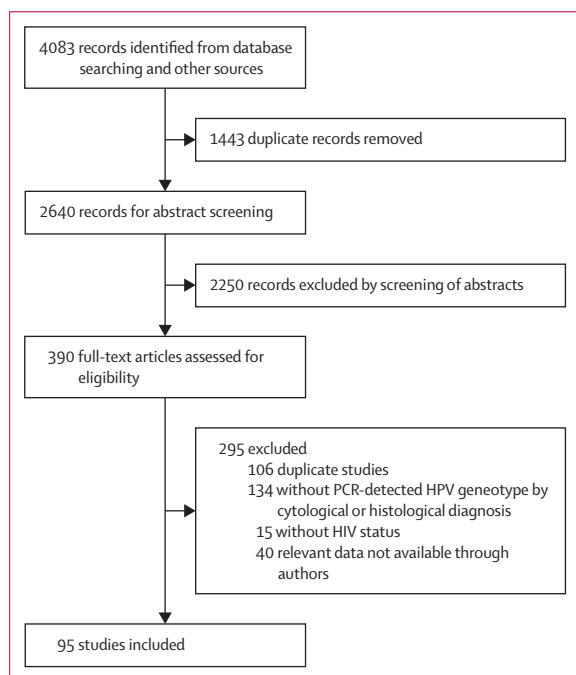 4083 records identified from database
searching and other sources
1443 duplicate records removed
2640 records for abstract screening
2250 records excluded by screening of abstracts
390 full-text articles assessed for
eligibility
295 excluded
106 duplicate studies
134 without PCR-detected HPV geneotype by
cytological or histological diagnosis
15 without HIV status
40 relevant data not available through
authors
95 studies included